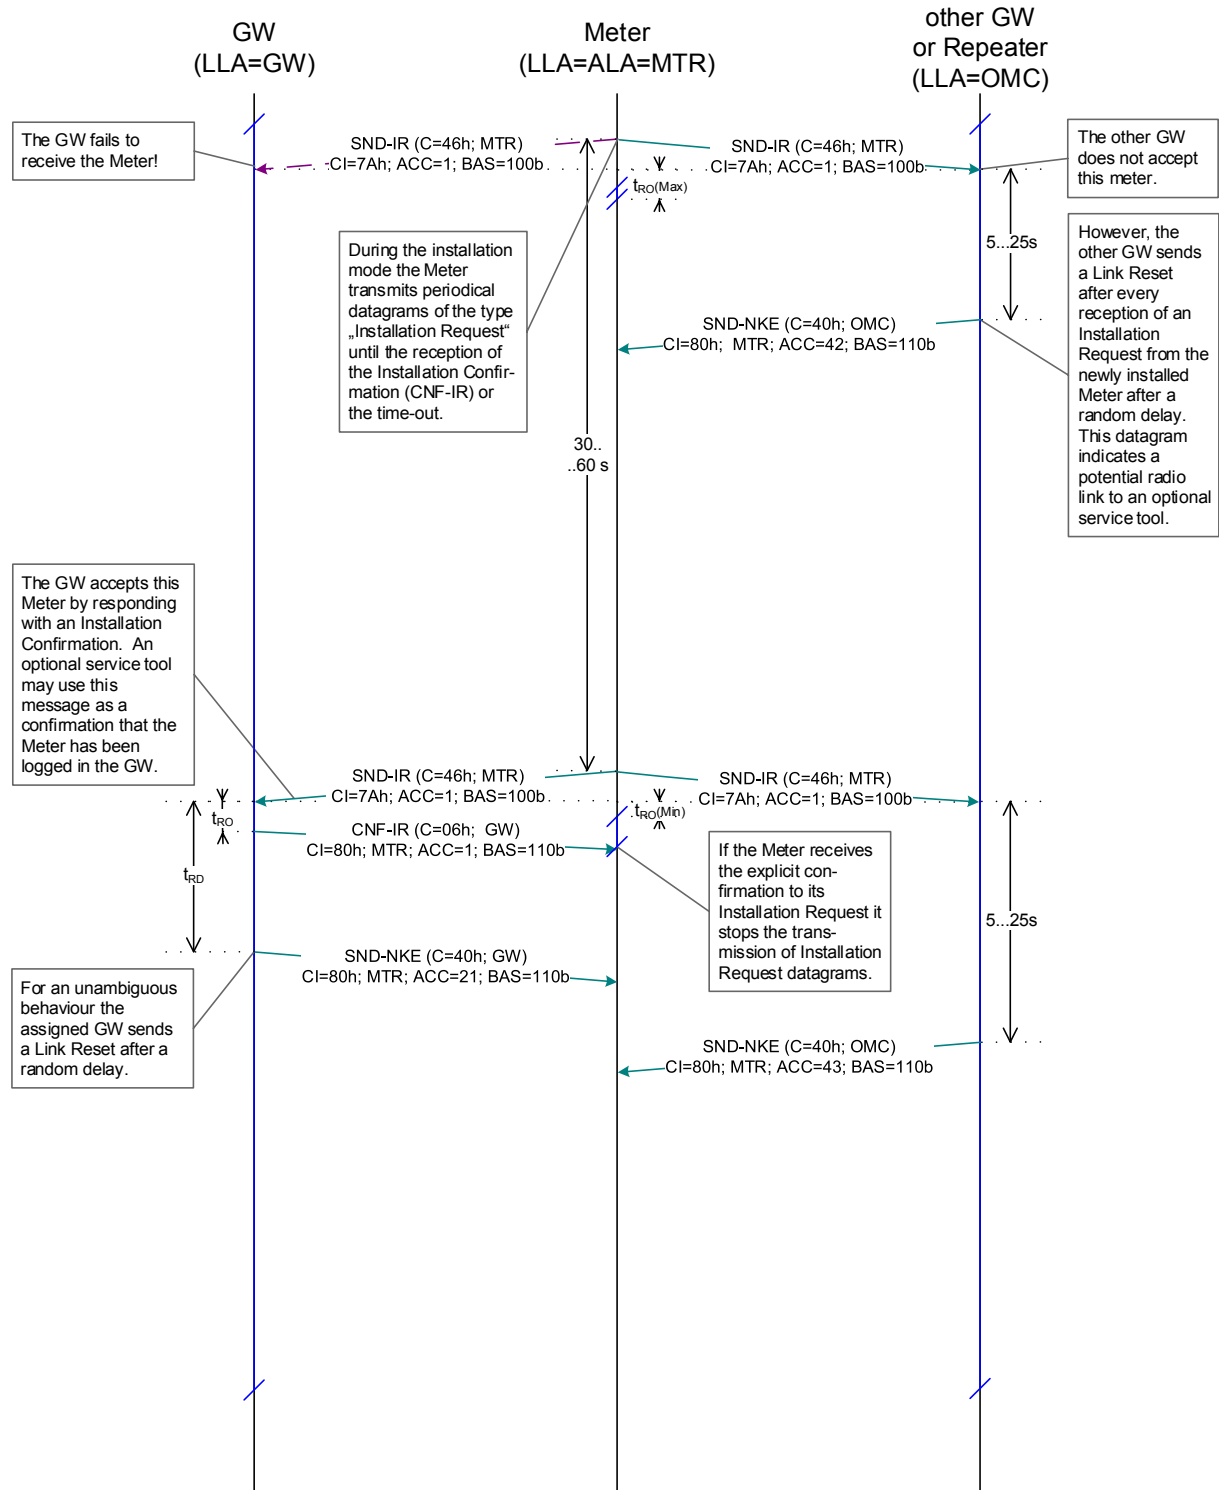 GW
(LLA=GW)
Meter
(LLA=ALA=MTR)
other GW
or Repeater
(LLA=OMC)
The GW fails to
receive the Meter!
SND-IR (C=46h; MTR)
CI=7Ah; ACC=1; BAS=100b
SND-IR (C=46h; MTR)
CI=7Ah; ACC=1; BAS=100b
tRO(Max)
The other GW
does not accept
this meter.
5...25s
However, the
other GW sends
a Link Reset
after every
reception of an
Installation
Request from the
newly installed
Meter after a
random delay.
This datagram
indicates a
potential radio
link to an optional
service tool.
During the installation
mode the Meter
transmits periodical
datagrams of the type
„Installation Request“
until the reception of
the Installation Confir-
mation (CNF-IR) or
the time-out.
SND-NKE (C=40h; OMC)
CI=80h; MTR; ACC=42; BAS=110b
30..
..60 s
The GW accepts this
Meter by responding
with an Installation
Confirmation. An
optional service tool
may use this
message as a
confirmation that the
Meter has been
logged in the GW.
SND-IR (C=46h; MTR)
CI=7Ah; ACC=1; BAS=100b
SND-IR (C=46h; MTR)
CI=7Ah; ACC=1; BAS=100b
tRO
tRO(Min)
CNF-IR (C=06h; GW)
CI=80h; MTR; ACC=1; BAS=110b
tRD
If the Meter receives
the explicit con-
firmation to its
Installation Request it
stops the trans-
mission of Installation
Request datagrams.
5...25s
SND-NKE (C=40h; GW)
CI=80h; MTR; ACC=21; BAS=110b
For an unambiguous
behaviour the
assigned GW sends
a Link Reset after a
random delay.
SND-NKE (C=40h; OMC)
CI=80h; MTR; ACC=43; BAS=110b